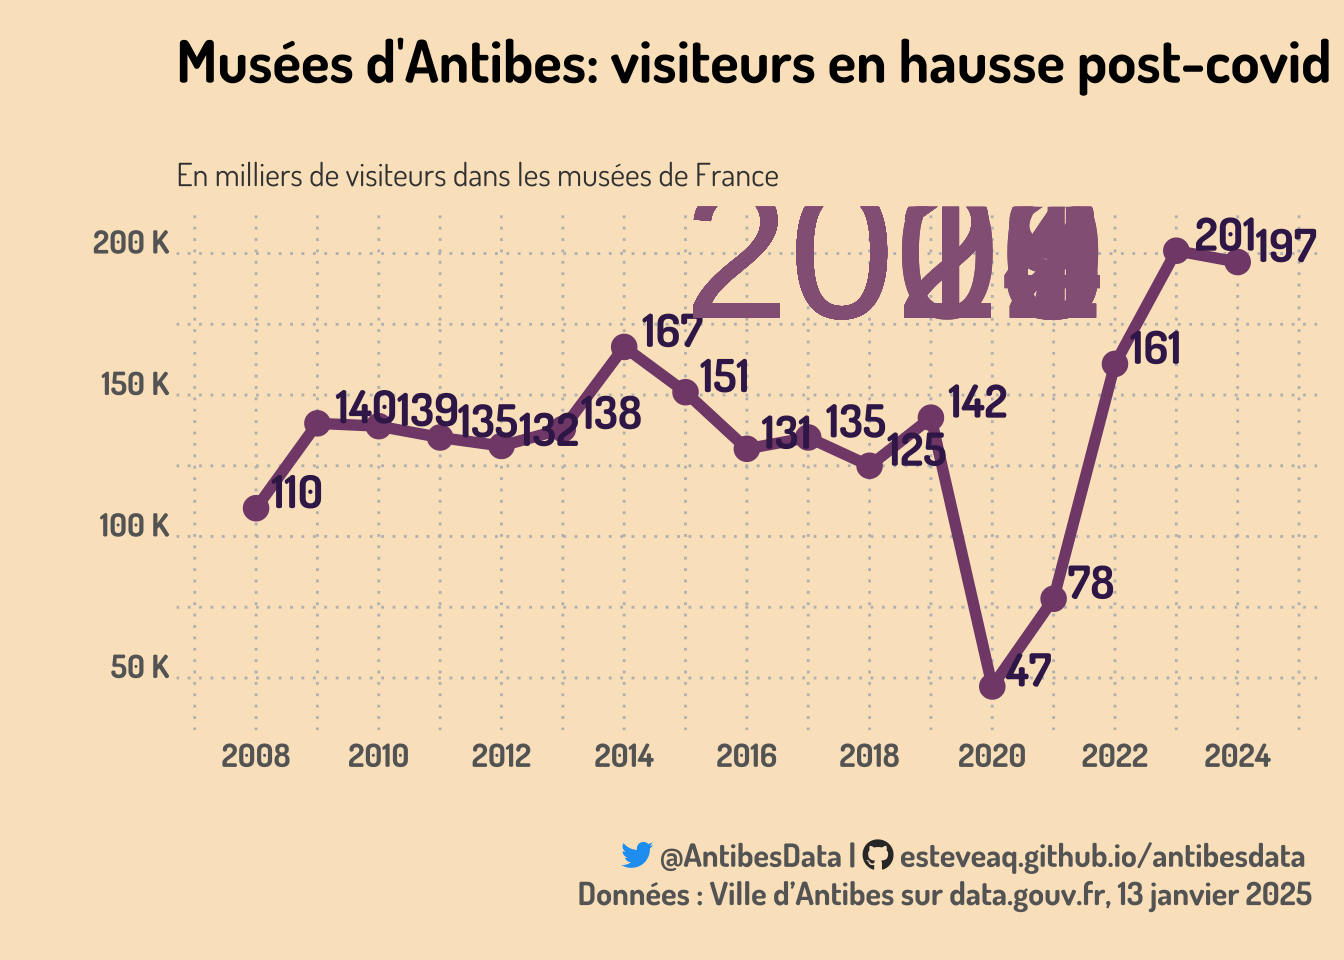 Musées d'Antibes: visiteurs en hausse post-covid
En milliers de visiteurs dans les musées de France
200 K
150 K
100 K
50 K
110
140
139
135
132
138
167
151
131
135
125
142
47
78
161
201
197
2008 2010 2012 2014 2016 2018 2020 2022 2024
@AntibesData | esteveaq.github.io/antibesdata
Données : Ville d’Antibes sur data.gouv.fr, 13 janvier 2025